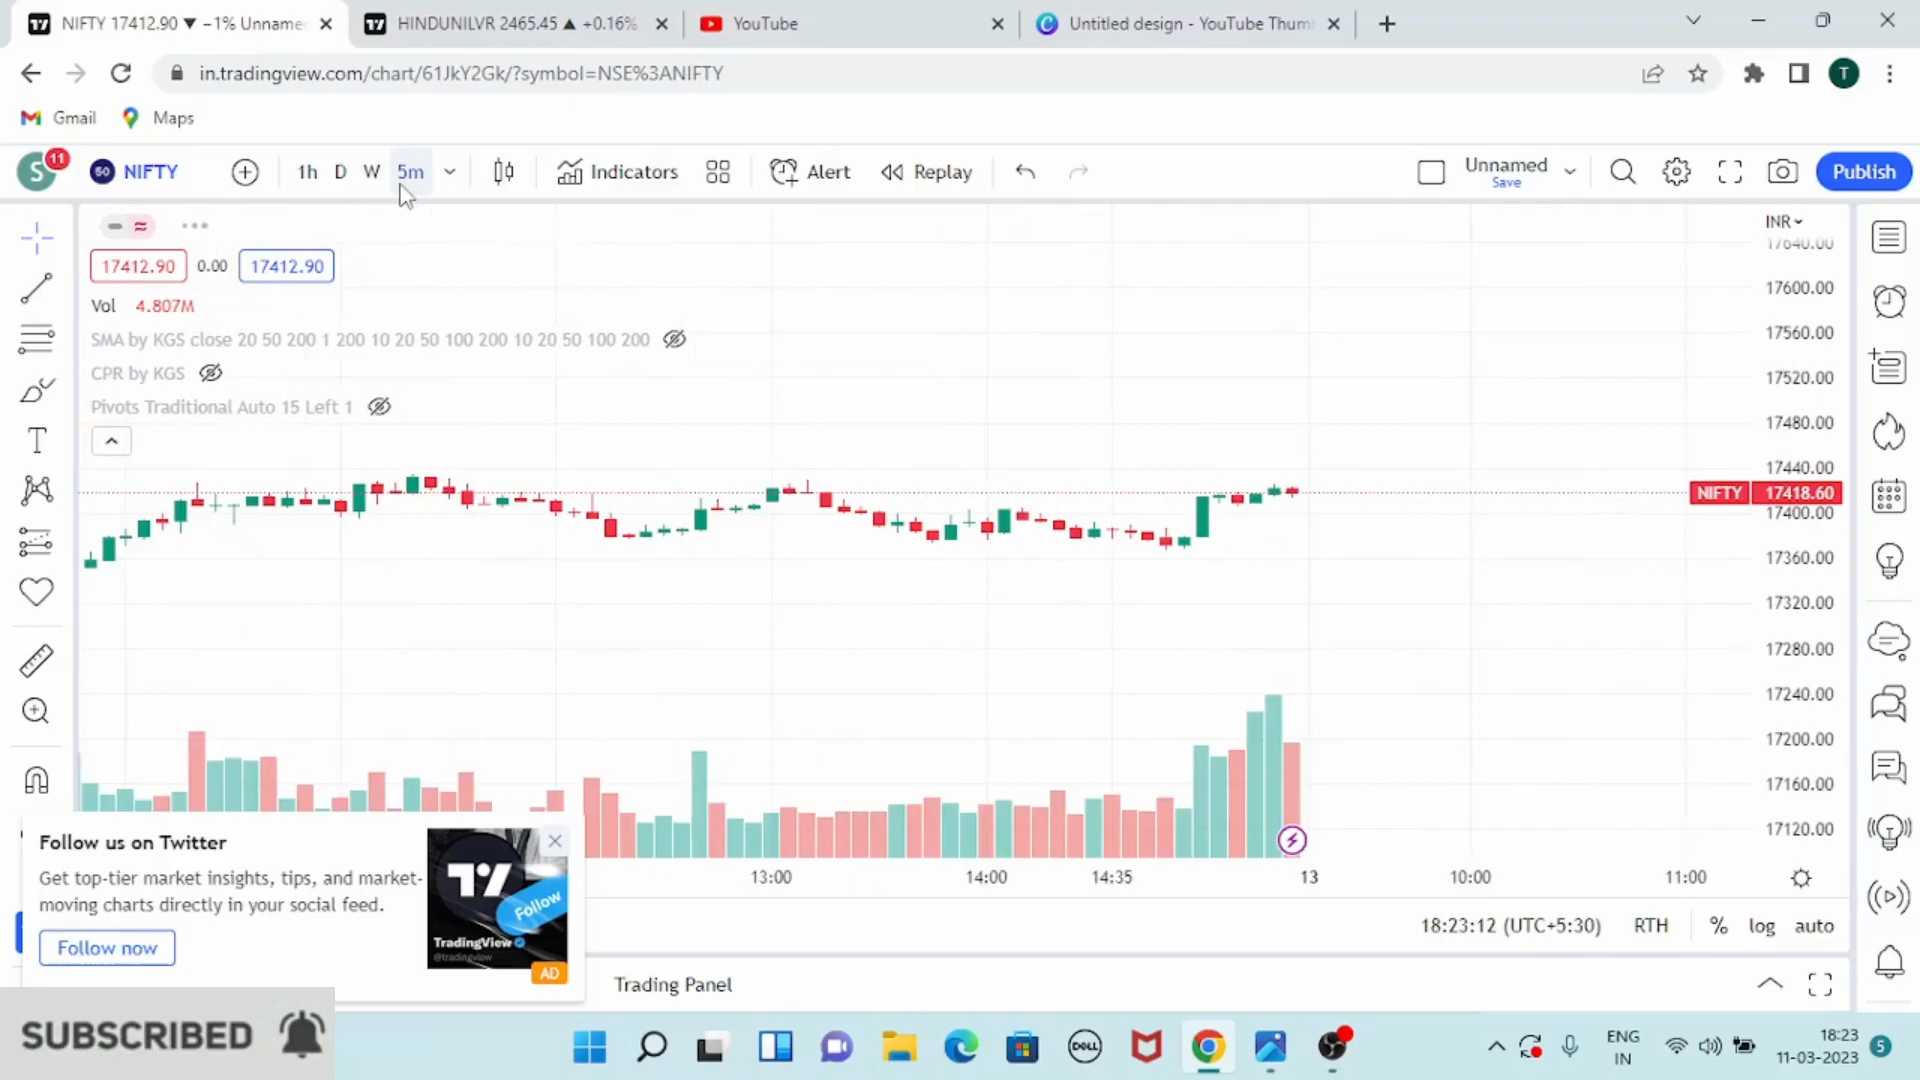 NIFTY 17412.90 ▼ −1% Unname
HINDUNILVR 2465.45 ▲ +0.16%
YouTube
Untitled design - YouTube Thum
in.tradingview.com/chart/61JkY2Gk/?symbol=NSE%3ANIFTY
T
Gmail
Maps
S
11
50
NIFTY
1h
D
W
5m
Indicators
Alert
Replay
Unnamed
Save
Publish
INR
17640.00
17412.90
0.00
17412.90
17600.00
Vol 4.807M
SMA by KGS close 20 50 200 1 200 10 20 50 100 200 10 20 50 100 200
17560.00
CPR by KGS
17520.00
Pivots Traditional Auto 15 Left 1
17480.00
17440.00
NIFTY 17418.60
17400.00
17360.00
17320.00
17280.00
17240.00
17200.00
17160.00
17120.00
Follow us on Twitter
Get top-tier market insights, tips, and market-
moving charts directly in your social feed.
Follow now
Follow
TradingView
@tradingview
AD
13:00
14:00
14:35
13
10:00
11:00
18:23:12 (UTC+5:30)
RTH
%
log
auto
Trading Panel
SUBSCRIBED
DELL
ENG
IN
18:23
11-03-2023
5